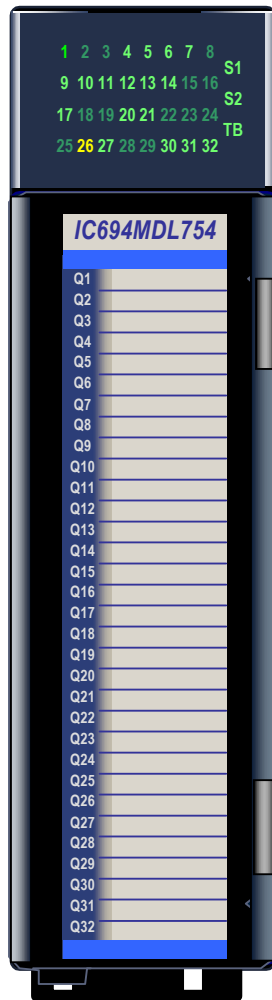 1 2 3 4 5 6 7 8
S1
9 10 11 12 13 14 15 16
S2
17 18 19 20 21 22 23 24
TB
25 26 27 28 29 30 31 32
IC694MDL754
Q1
Q2
Q3
Q4
Q5
Q6
Q7
Q8
Q9
Q10
Q11
Q12
Q13
Q14
Q15
Q16
Q17
Q18
Q19
Q20
Q21
Q22
Q23
Q24
Q25
Q26
Q27
Q28
Q29
Q30
Q31
Q32